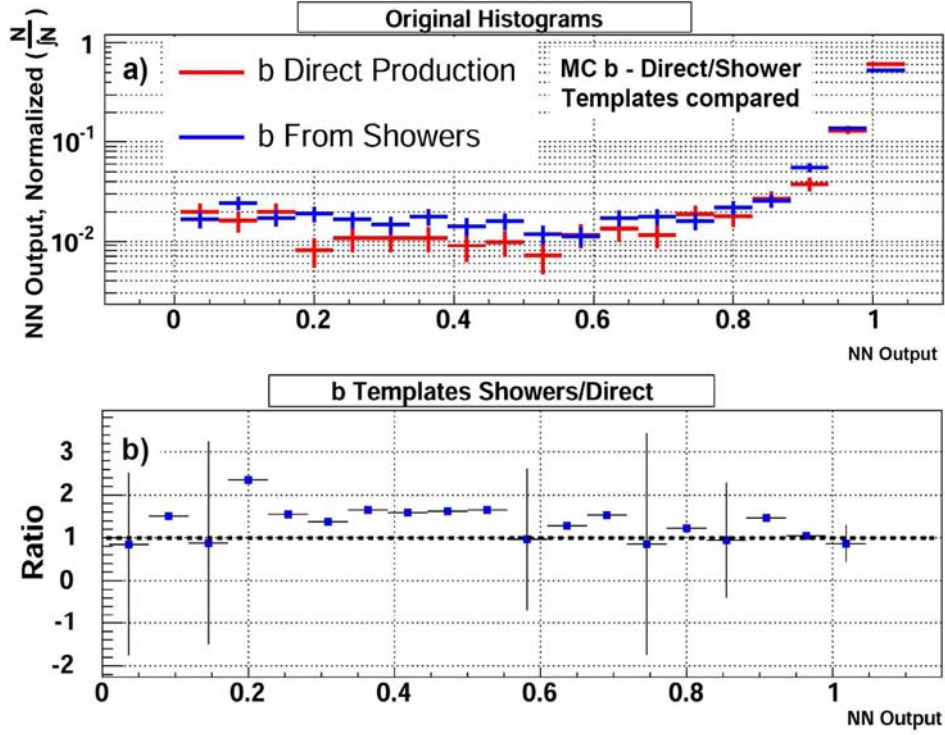 Original Histograms
NN Output, Normalized (N/∫N)
1
10^-1
10^-2
a)
b Direct Production
b From Showers
MC b - Direct/Shower
Templates compared
0 0.2 0.4 0.6 0.8 1
NN Output
b Templates Showers/Direct
b)
Ratio
3
2
1
0
-1
-2
0 0.2 0.4 0.6 0.8 1
NN Output